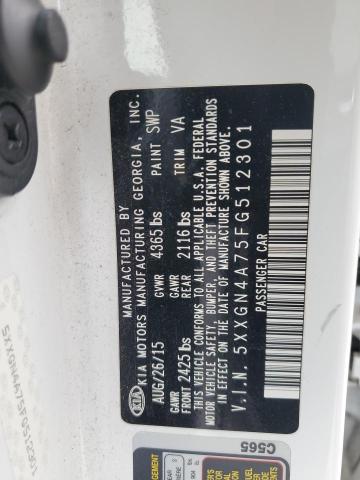 MANUFACTURED BY
KIA KIA MOTORS MANUFACTURING GEORGIA, INC.
AUG/26/15 GVWR 4365 lbs PAINT SWP
GAWR FRONT 2425 lbs GAWR REAR 2116 lbs TRIM VA
THIS VEHICLE CONFORMS TO ALL APPLICABLE U.S.A. FEDERAL
MOTOR VEHICLE SAFETY, BUMPER, AND THEFT PREVENTION STANDARDS
IN EFFECT ON THE DATE OF MANUFACTURE SHOWN ABOVE.
V.I.N. 5XXGN4A75FG512301
PASSENGER CAR
C565
5XXGN4A75FG512301